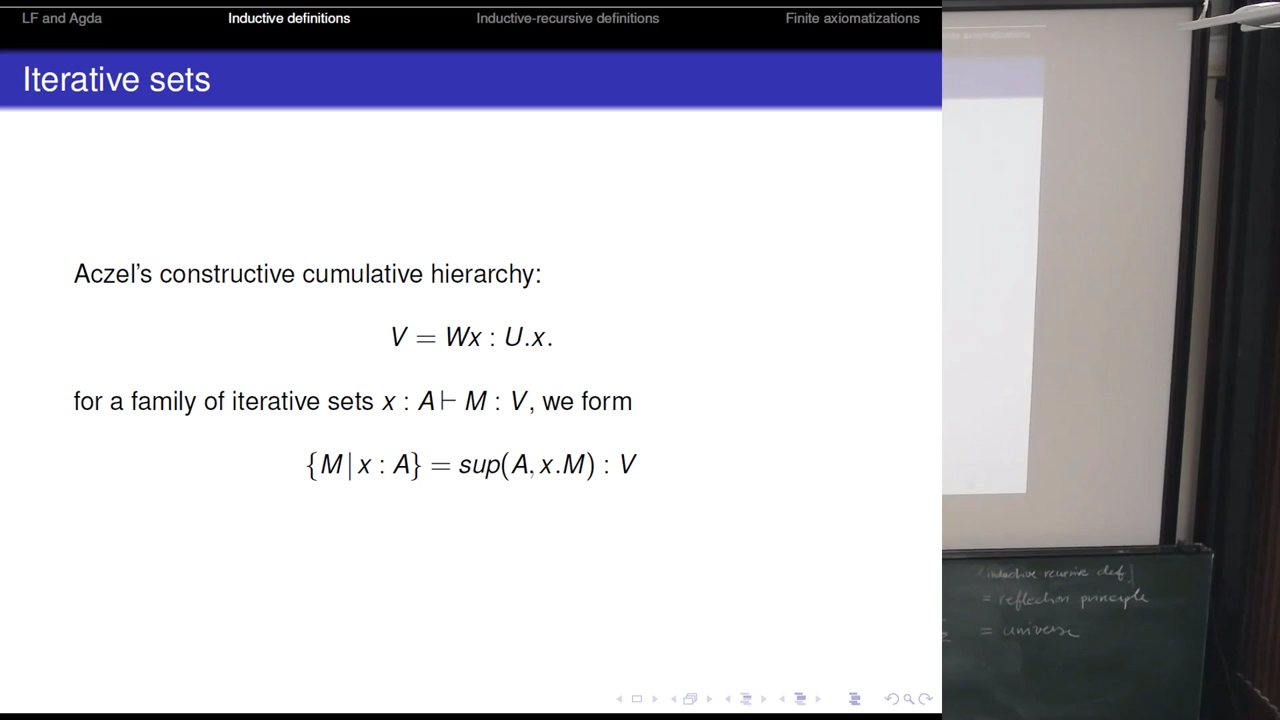 LF and Agda Inductive definitions Inductive-recursive definitions Finite axiomatizations
Iterative sets
Aczel's constructive cumulative hierarchy:
V = Wx : U.x.
for a family of iterative sets x : A ⊢ M : V, we form
{M | x : A} = sup(A, x.M) : V
inductive recursive def.
= reflection principle
= universe